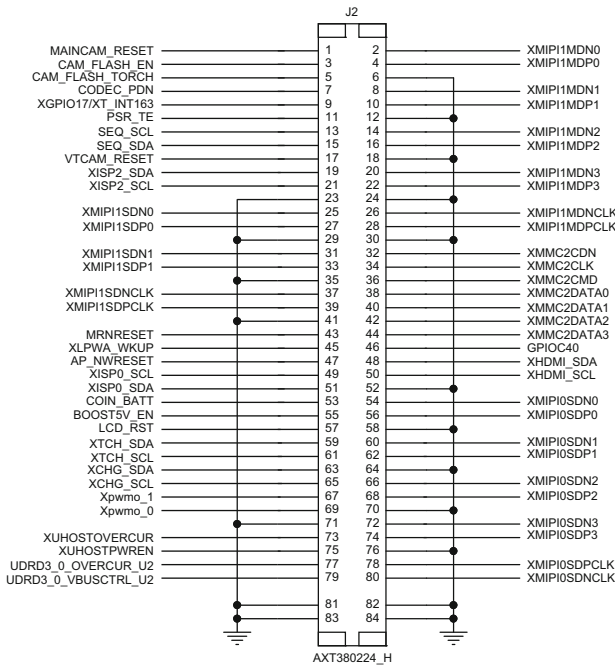 J2
MAINCAM_RESET 1 2 XMIPI1MDN0
CAM_FLASH_EN 3 4 XMIPI1MDP0
CAM_FLASH_TORCH 5 6
CODEC_PDN 7 8 XMIPI1MDN1
XGPIO17/XT_INT163 9 10 XMIPI1MDP1
PSR_TE 11 12
SEQ_SCL 13 14 XMIPI1MDN2
SEQ_SDA 15 16 XMIPI1MDP2
VTCAM_RESET 17 18
XISP2_SDA 19 20 XMIPI1MDN3
XISP2_SCL 21 22 XMIPI1MDP3
23 24
XMIPI1SDN0 25 26 XMIPI1MDNCLK
XMIPI1SDP0 27 28 XMIPI1MDPCLK
29 30
XMIPI1SDN1 31 32 XMMC2CDN
XMIPI1SDP1 33 34 XMMC2CLK
35 36 XMMC2CMD
XMIPI1SDNCLK 37 38 XMMC2DATA0
XMIPI1SDPCLK 39 40 XMMC2DATA1
41 42 XMMC2DATA2
MRNRESET 43 44 XMMC2DATA3
XLPWA_WKUP 45 46 GPIOC40
AP_NWRESET 47 48 XHDMI_SDA
XISP0_SCL 49 50 XHDMI_SCL
XISP0_SDA 51 52
COIN_BATT 53 54 XMIPI0SDN0
BOOST5V_EN 55 56 XMIPI0SDP0
LCD_RST 57 58
XTCH_SDA 59 60 XMIPI0SDN1
XTCH_SCL 61 62 XMIPI0SDP1
XCHG_SDA 63 64
XCHG_SCL 65 66 XMIPI0SDN2
Xpwmo_1 67 68 XMIPI0SDP2
Xpwmo_0 69 70
71 72 XMIPI0SDN3
XUHOSTOVERCUR 73 74 XMIPI0SDP3
XUHOSTPWREN 75 76
UDRD3_0_OVERCUR_U2 77 78 XMIPI0SDPCLK
UDRD3_0_VBUSCTRL_U2 79 80 XMIPI0SDNCLK
81 82
83 84
AXT380224_H